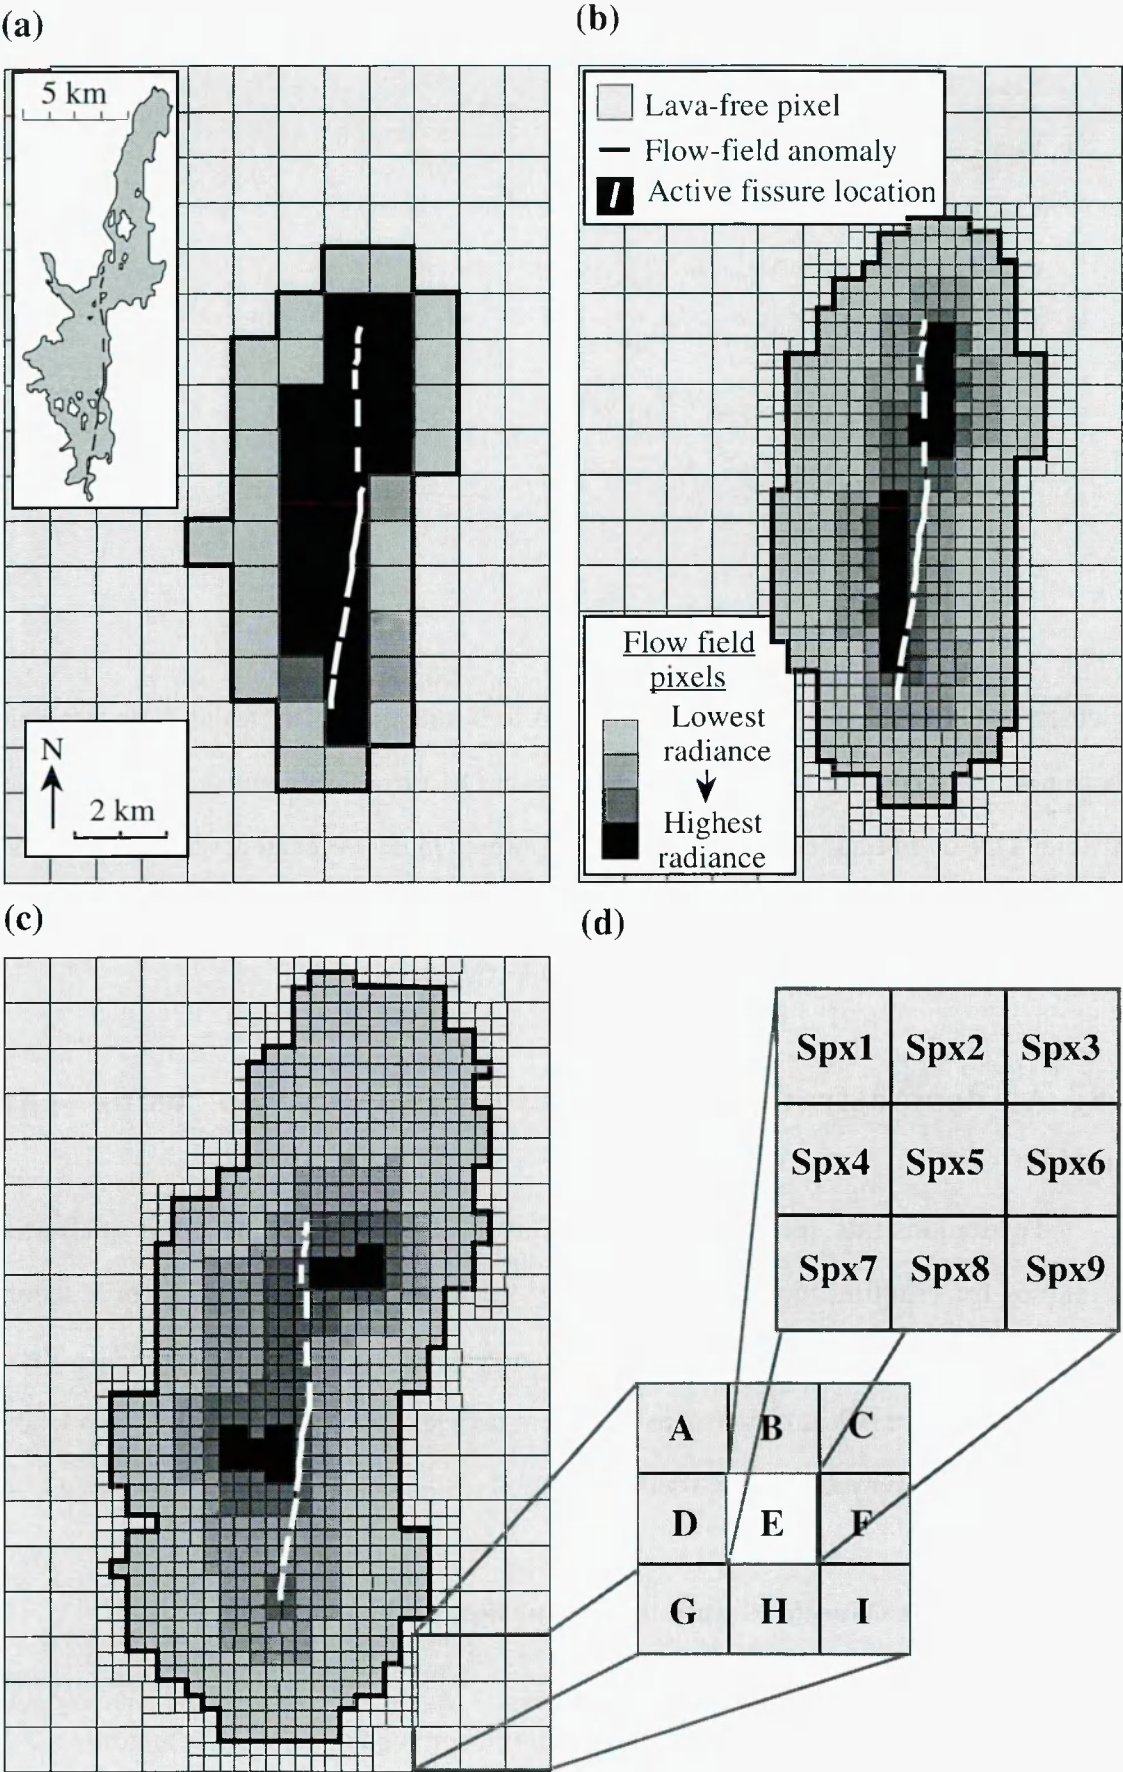 (a)
5 km
N
2 km
(b)
Lava-free pixel
Flow-field anomaly
Active fissure location
Flow field
pixels
Lowest
radiance
Highest
radiance
(c)
(d)
Spx1 Spx2 Spx3
Spx4 Spx5 Spx6
Spx7 Spx8 Spx9
A B C
D E F
G H I